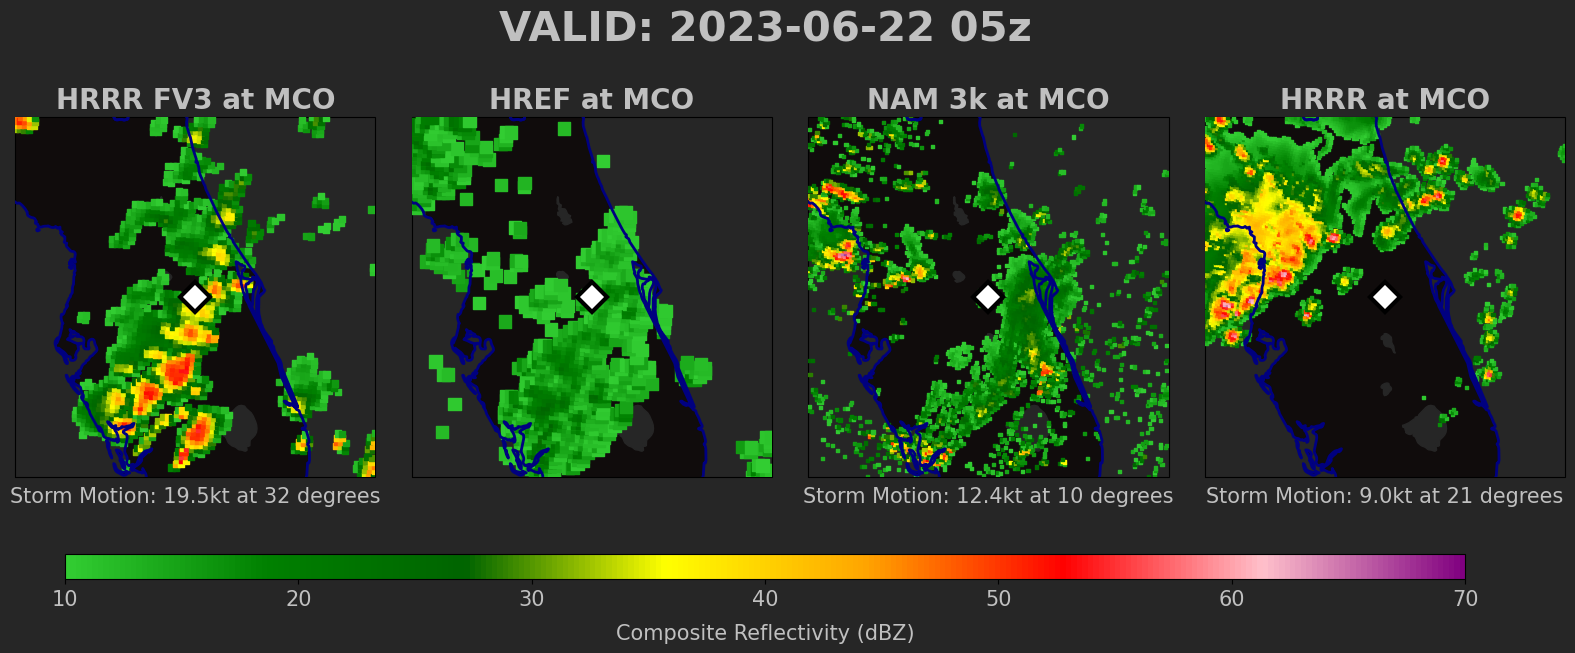 VALID: 2023-06-22 05z
HRRR FV3 at MCO
HREF at MCO
NAM 3k at MCO
HRRR at MCO
Storm Motion: 19.5kt at 32 degrees
Storm Motion: 12.4kt at 10 degrees
Storm Motion: 9.0kt at 21 degrees
10 20 30 40 50 60 70
Composite Reflectivity (dBZ)